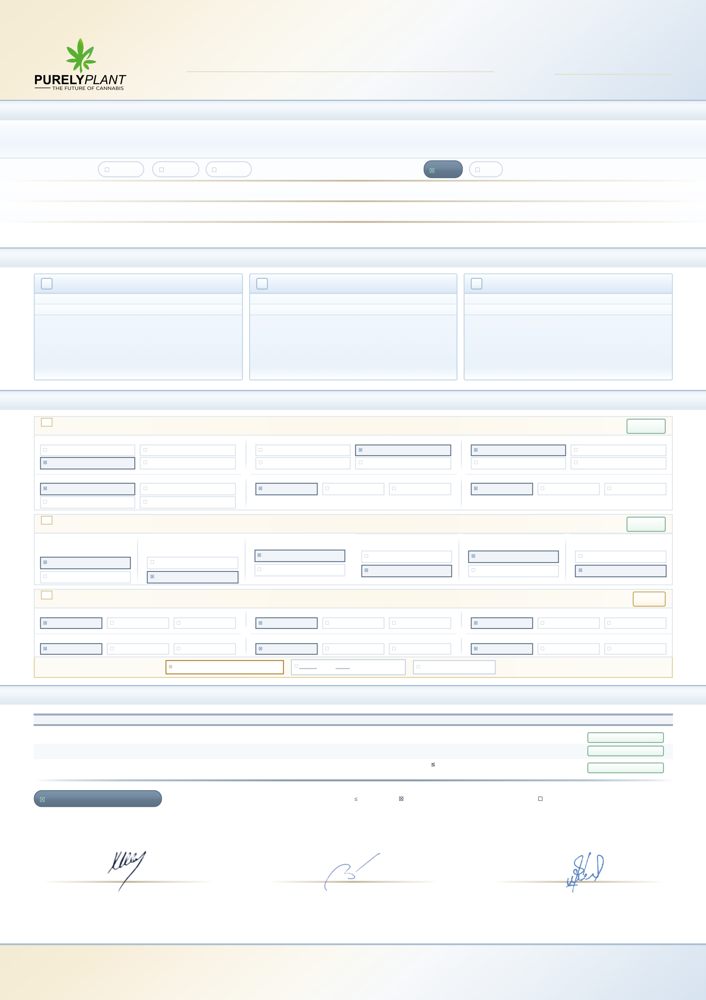 PURELYPLANT
THE FUTURE OF CANNABIS
☐ ☐ ☐ ☒ ☐
☐ ☐ ☐ ☒ ☒ ☐
☒ ☐ ☐ ☐ ☐ ☐
☒ ☐ ☒ ☐ ☐ ☒ ☐ ☐
☐ ☐
☒ ☐ ☒ ☐ ☒ ☐
☐ ☒ ☐ ☒ ☐ ☒
☒ ☐ ☐ ☒ ☐ ☐ ☒ ☐ ☐
☒ ☐ ☐ ☒ ☐ ☐ ☒ ☐ ☐
☒ ☐ ☐
≤
☒ ≤ ☒ ☐